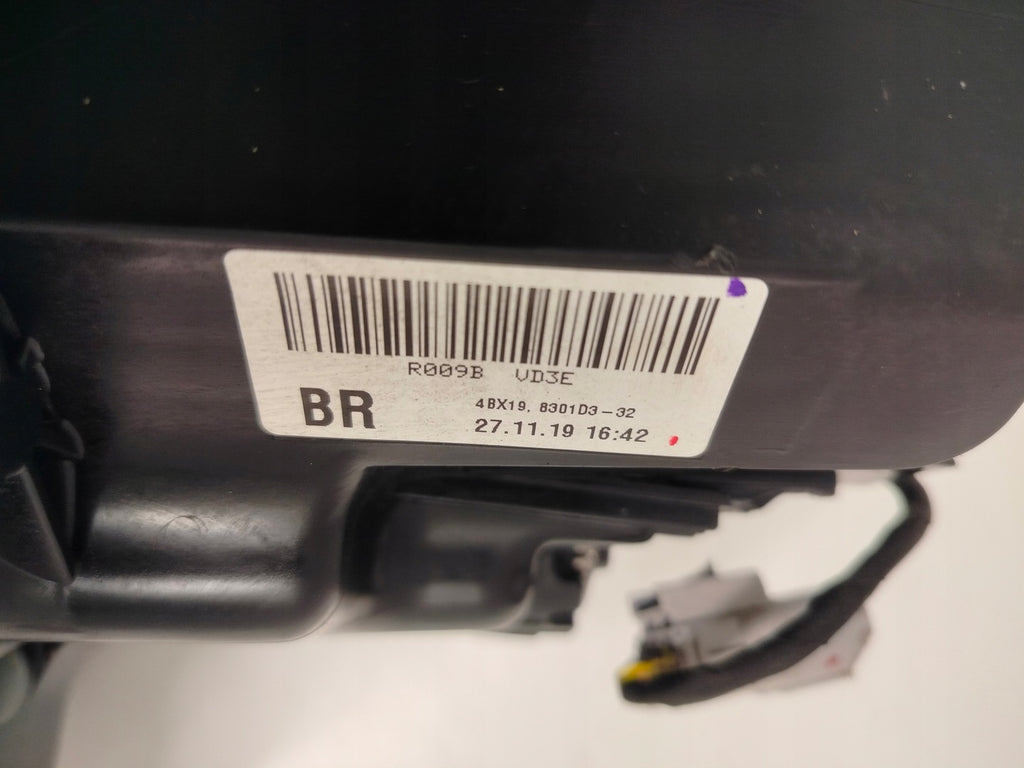 R009B VD3E
BR
4BX19, 8301D3-32
27.11.19 16:42